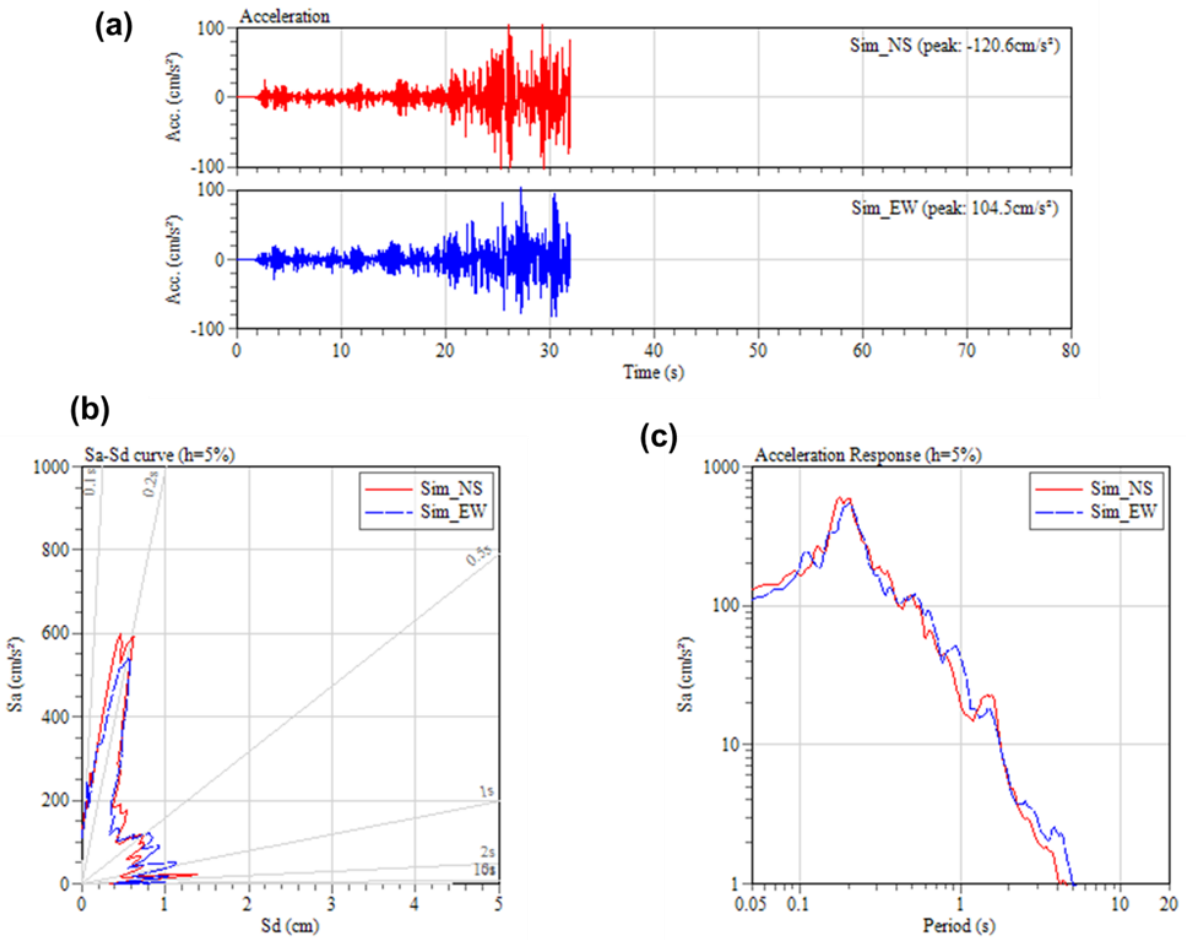 (a)
Acceleration
100
0
-100
Acc. (cm/s²)
Sim_NS (peak: -120.6cm/s²)
100
0
-100
Acc. (cm/s²)
Sim_EW (peak: 104.5cm/s²)
0 10 20 30 40 50 60 70 80
Time (s)
(b)
Sa-Sd curve (h=5%)
1000
800
600
400
200
0
Sa (cm/s²)
0.1s
0.2s
0.5s
1s
2s
10s
Sim_NS
Sim_EW
0 1 2 3 4 5
Sd (cm)
(c)
Acceleration Response (h=5%)
1000
100
10
1
Sa (cm/s²)
Sim_NS
Sim_EW
0.05 0.1 1 10 20
Period (s)